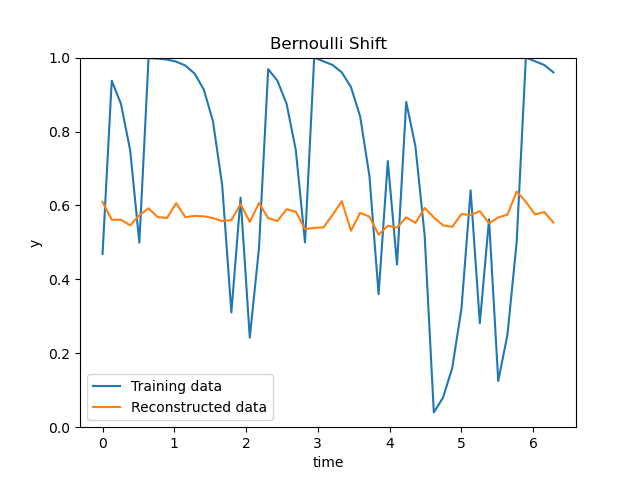 Bernoulli Shift
1.0
0.8
0.6
0.4
0.2
0.0
y
Training data
Reconstructed data
0 1 2 3 4 5 6
time